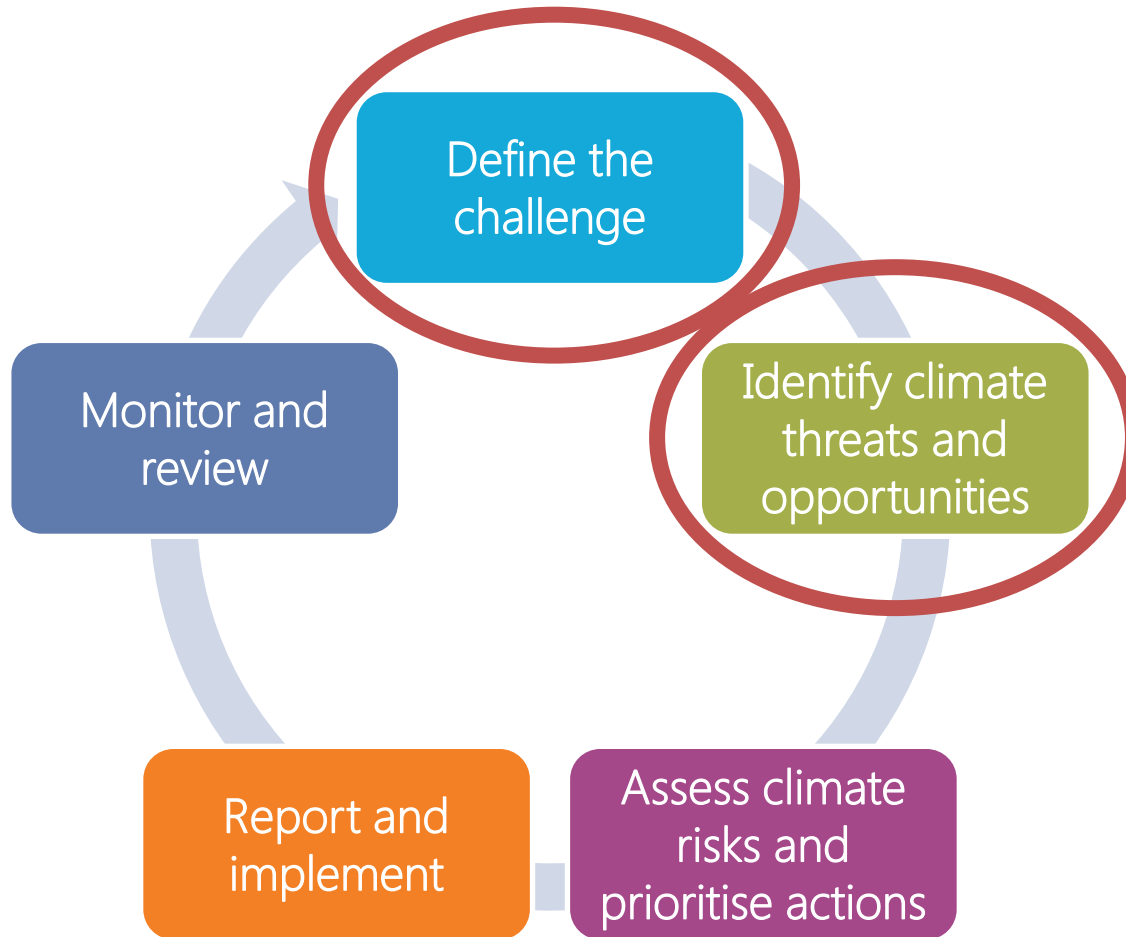 Define the
challenge
Identify climate
threats and
opportunities
Assess climate
risks and
prioritise actions
Report and
implement
Monitor and
review